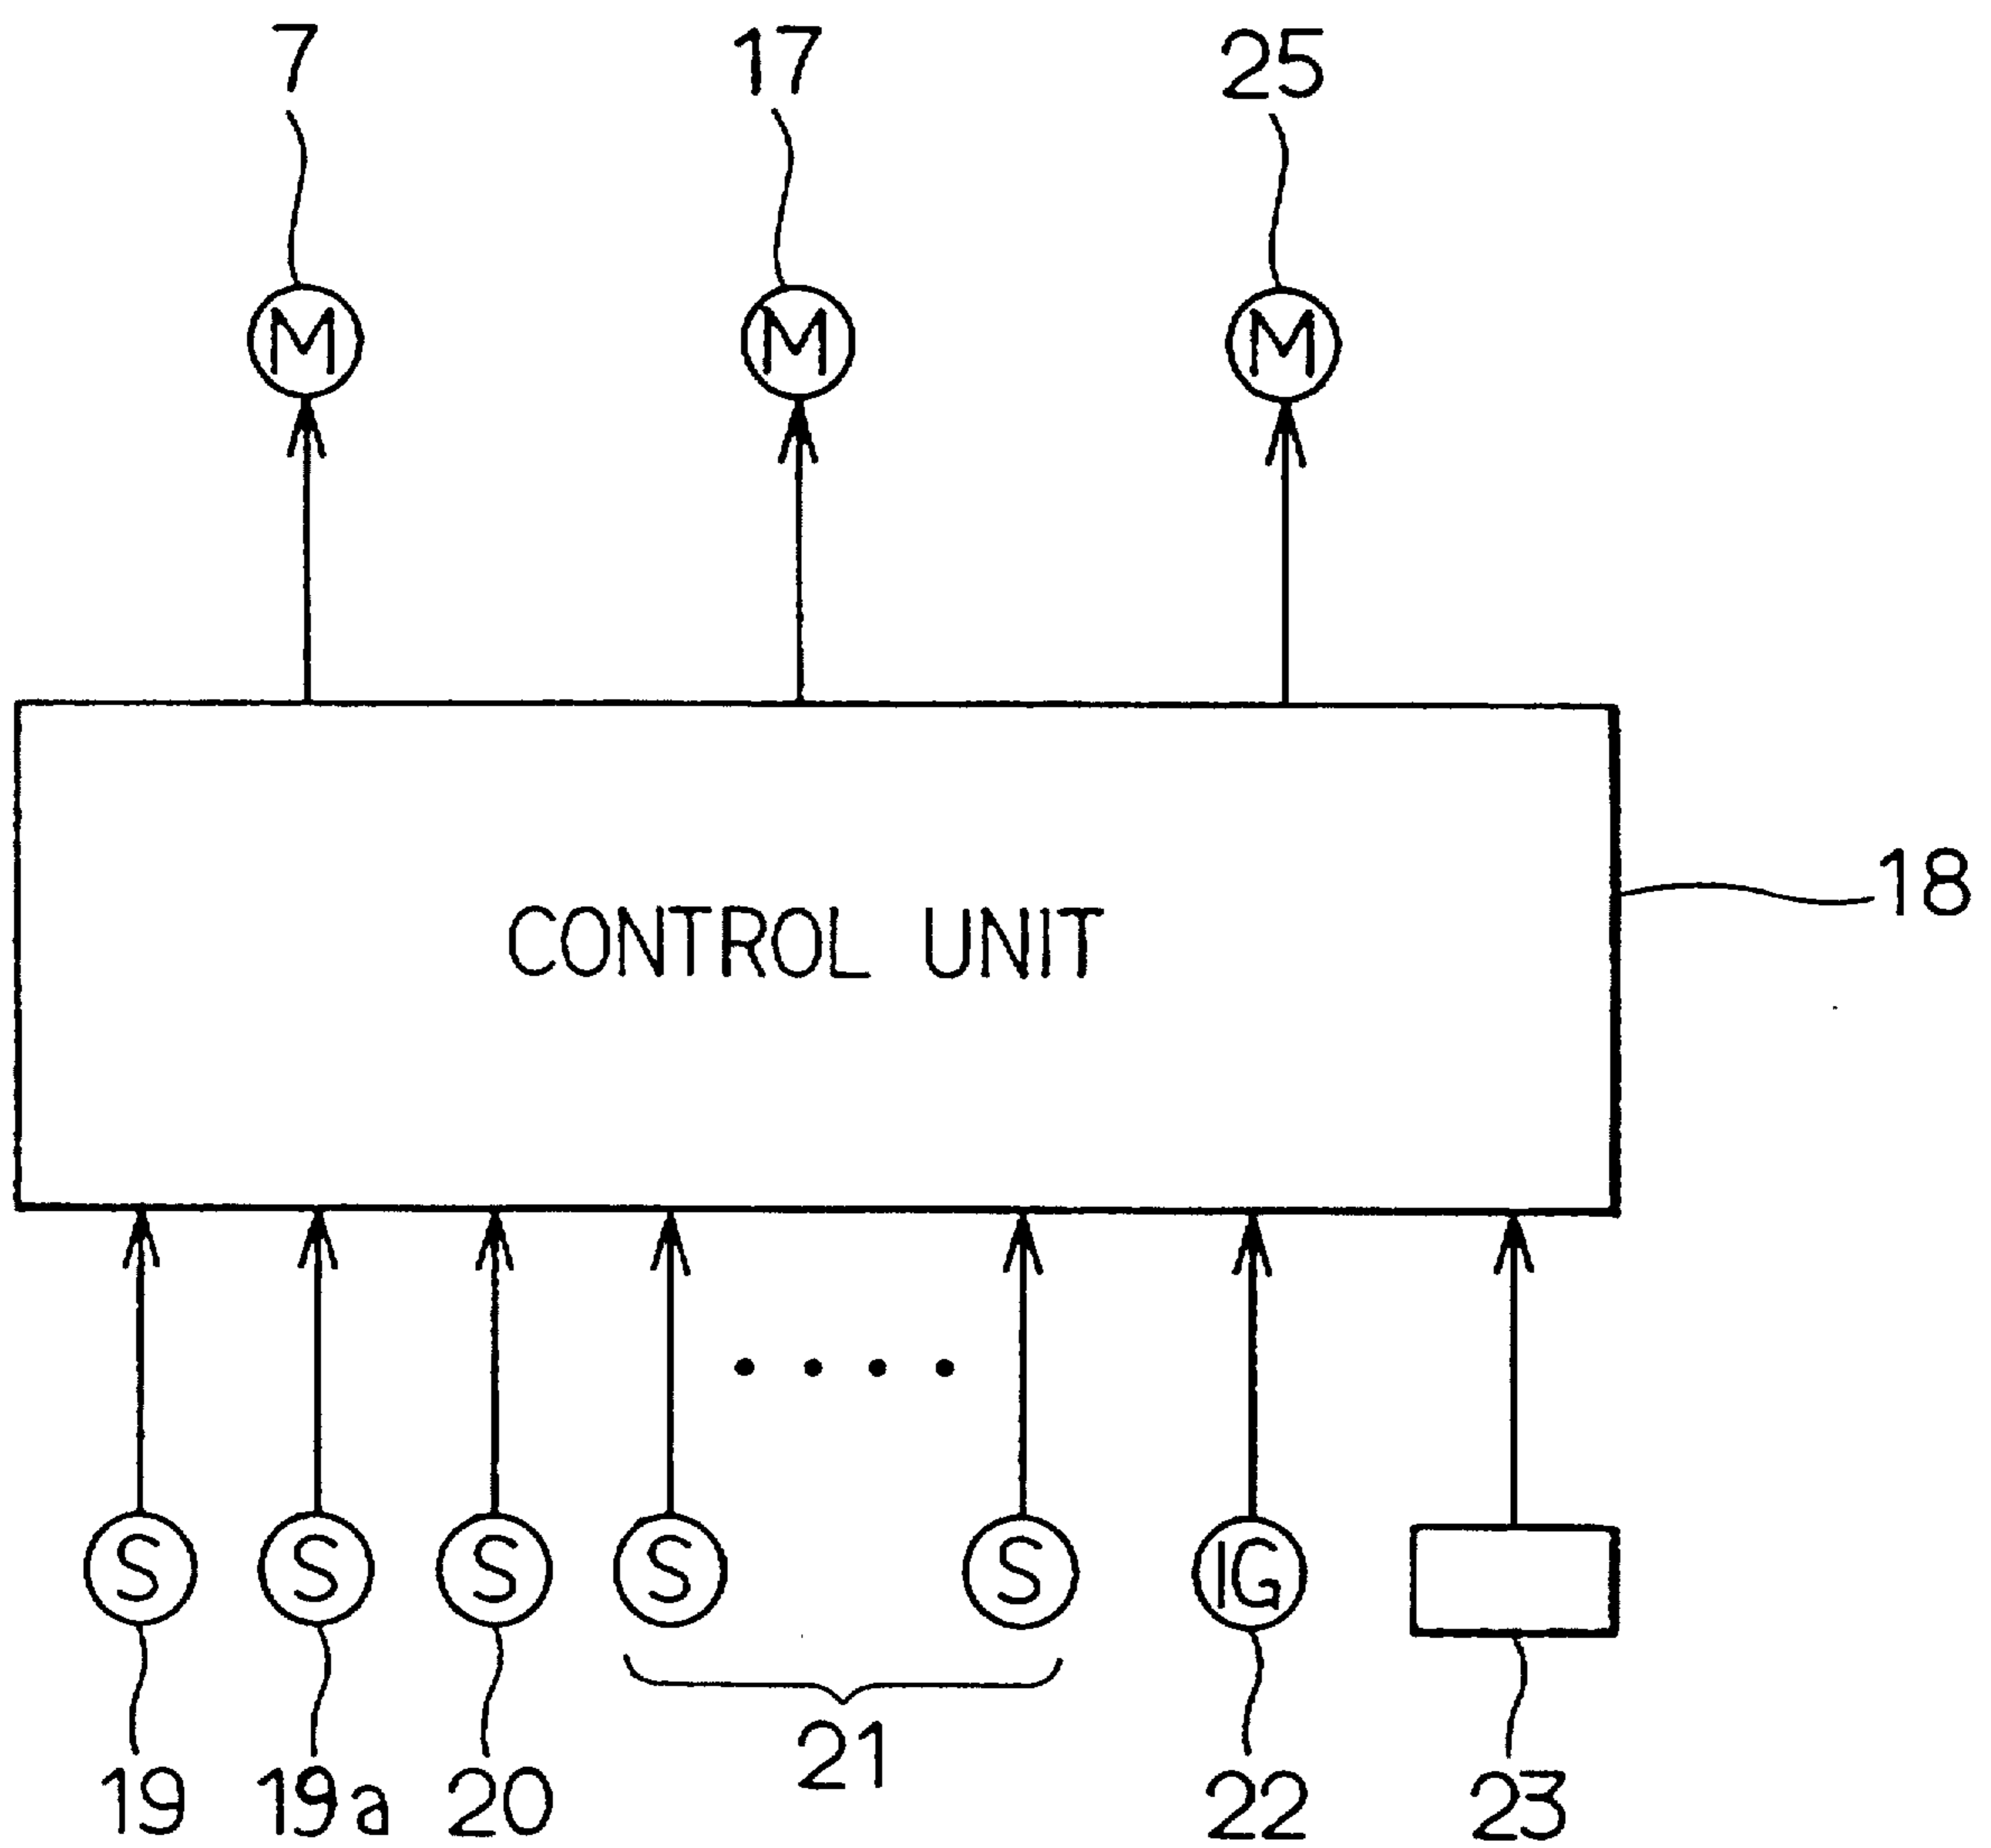 7 17 25
M M M
18
CONTROL UNIT
S S S S S IG
21
19 19a 20 22 23